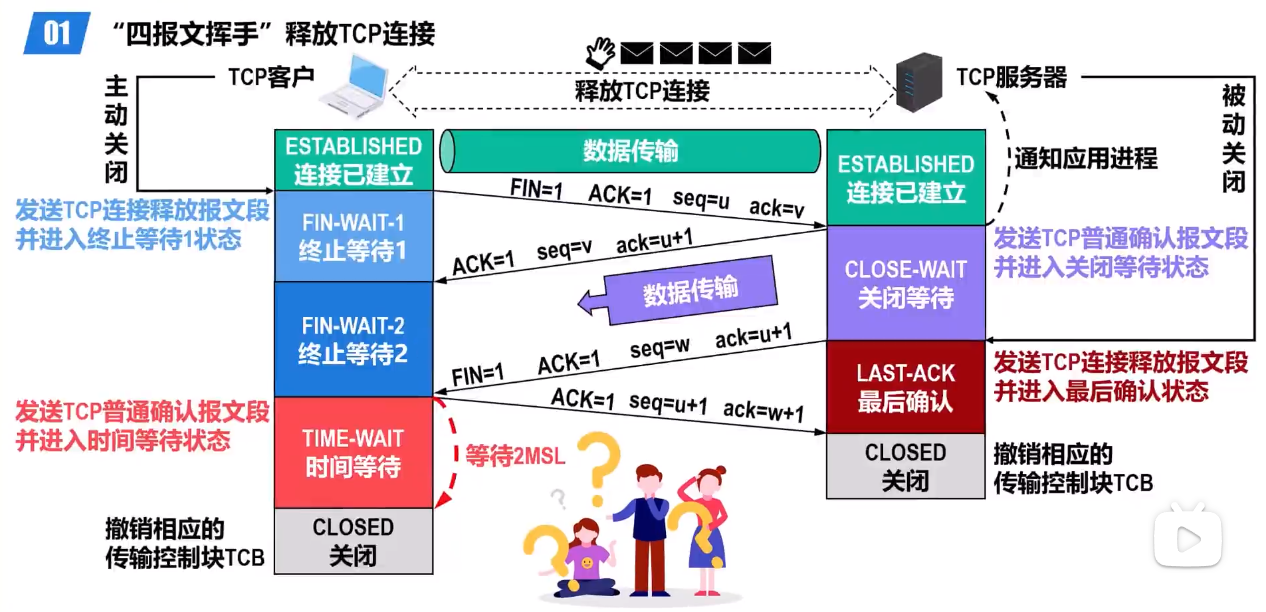 01 “四报文挥手”释放TCP连接
TCP客户
释放TCP连接
TCP服务器
主动关闭
被动关闭
ESTABLISHED
连接已建立
数据传输
ESTABLISHED
连接已建立
通知应用进程
FIN=1 ACK=1 seq=u ack=v
发送TCP连接释放报文段
并进入终止等待1状态
FIN-WAIT-1
终止等待1
ACK=1 seq=v ack=u+1
CLOSE-WAIT
关闭等待
发送TCP普通确认报文段
并进入关闭等待状态
数据传输
FIN-WAIT-2
终止等待2
FIN=1 ACK=1 seq=w ack=u+1
LAST-ACK
最后确认
发送TCP连接释放报文段
并进入最后确认状态
ACK=1 seq=u+1 ack=w+1
发送TCP普通确认报文段
并进入时间等待状态
TIME-WAIT
时间等待
等待2MSL
CLOSED
关闭
撤销相应的
传输控制块TCB
撤销相应的
传输控制块TCB
CLOSED
关闭